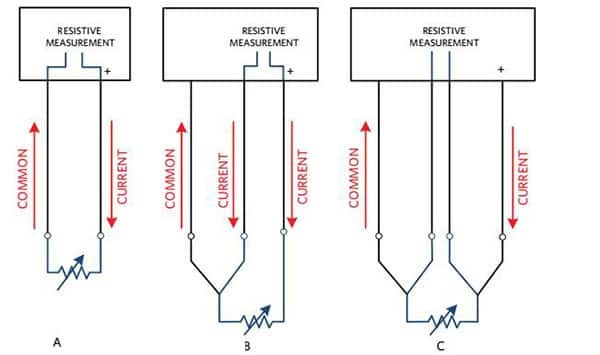 RESISTIVE
MEASUREMENT
+
COMMON
CURRENT
A
RESISTIVE
MEASUREMENT
+
COMMON
CURRENT
CURRENT
B
RESISTIVE
MEASUREMENT
+
COMMON
CURRENT
C